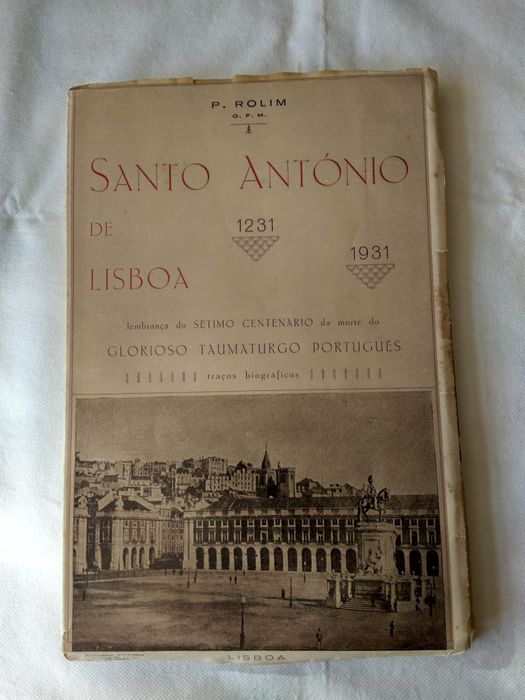 P. ROLIM
O. F. M.
SANTO ANTÓNIO
DE
1231
1931
LISBOA
lembrança do SÉTIMO CENTENARIO da morte do
GLORIOSO TAUMATURGO PORTUGUÊS
traços biográficos
LISBOA